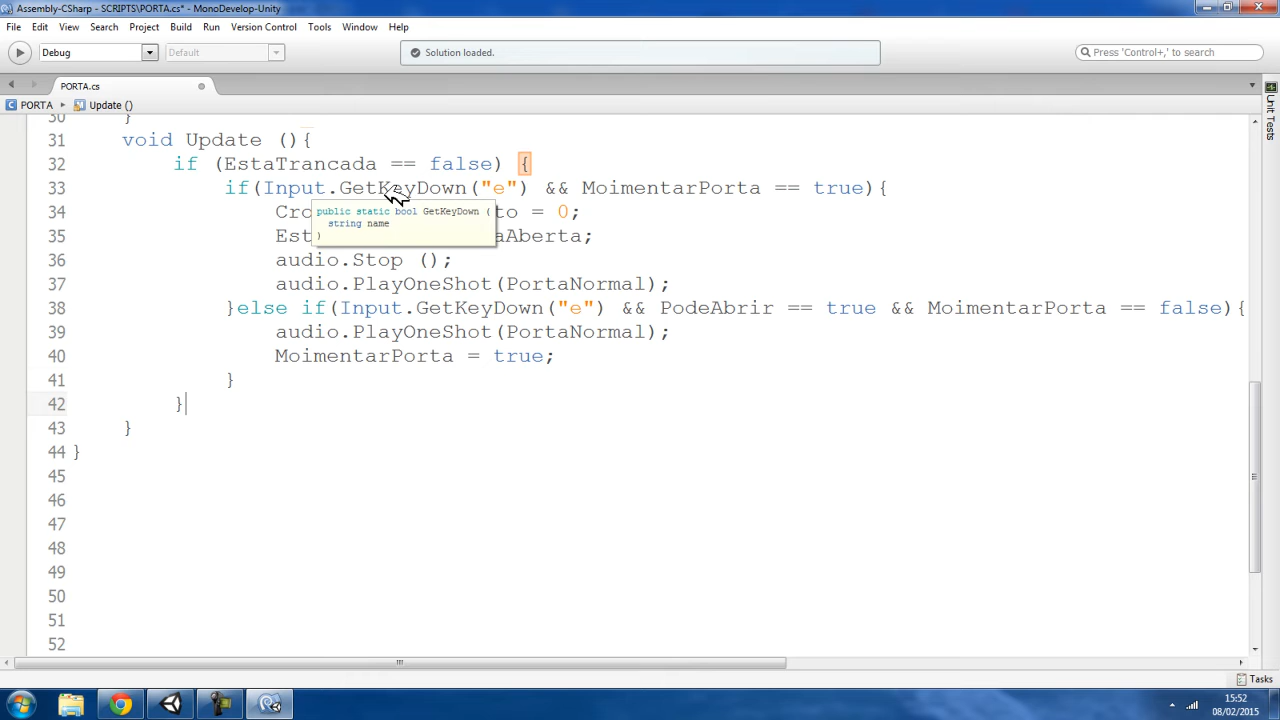 Assembly-CSharp - SCRIPTS\PORTA.cs* - MonoDevelop-Unity
File Edit View Search Project Build Run Version Control Tools Window Help
Debug Default Solution loaded. Press 'Control+,' to search
PORTA.cs
PORTA Update ()
30 }
31 void Update (){
32 if (EstaTrancada == false) {
33 if(Input.GetKeyDown("e") && MoimentarPorta == true){
34 Cro to = 0;
public static bool GetKeyDown (
string name
)
35 Est aAberta;
36 audio.Stop ();
37 audio.PlayOneShot(PortaNormal);
38 }else if(Input.GetKeyDown("e") && PodeAbrir == true && MoimentarPorta == false){
39 audio.PlayOneShot(PortaNormal);
40 MoimentarPorta = true;
41 }
42 }
43 }
44 }
45
46
47
48
49
50
51
52
Unit Tests
Tasks
15:52
08/02/2015